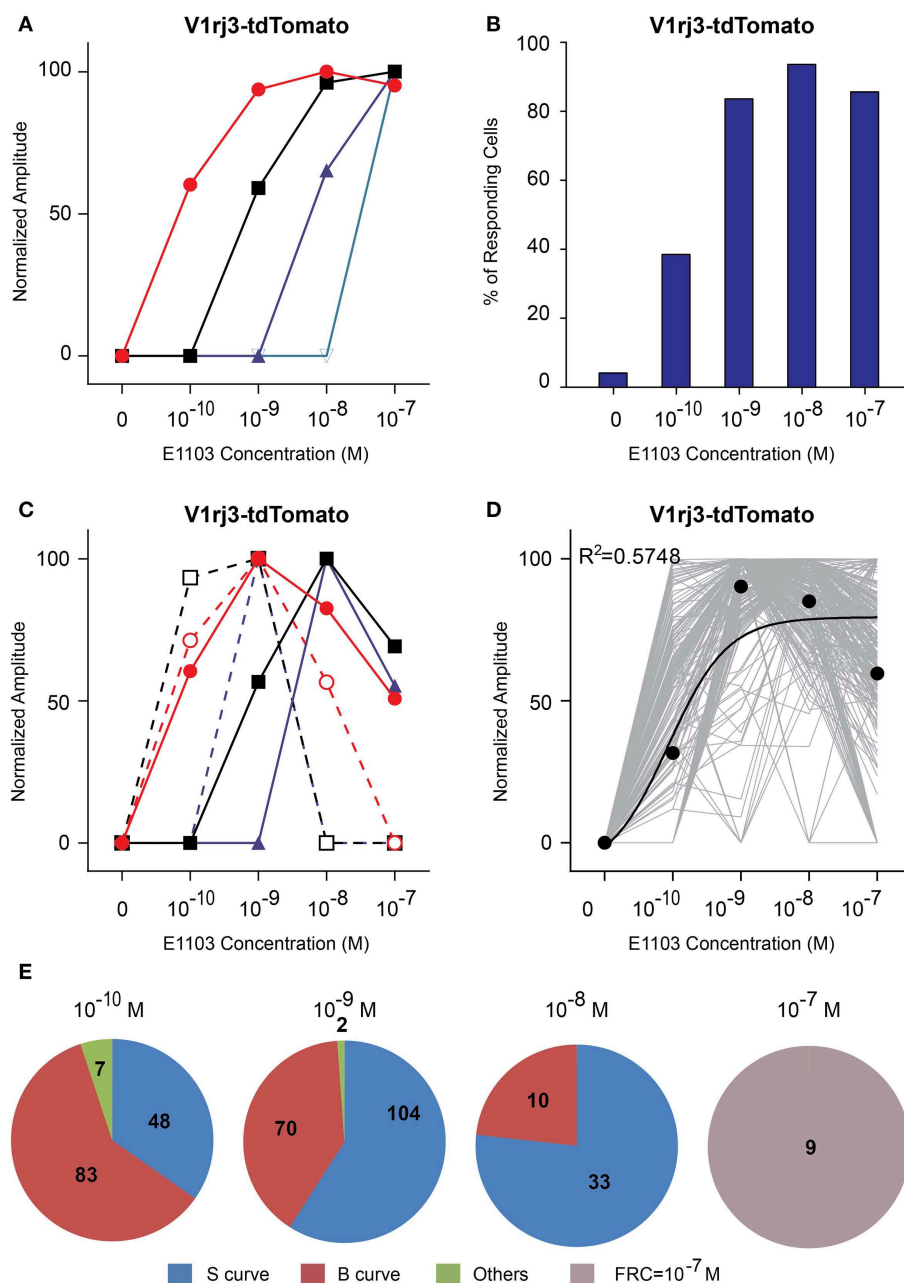 A
V1rj3-tdTomato
100
50
0
Normalized Amplitude
0 10-10 10-9 10-8 10-7
E1103 Concentration (M)
B
V1rj3-tdTomato
100
80
60
40
20
0
% of Responding Cells
0 10-10 10-9 10-8 10-7
E1103 Concentration (M)
C
V1rj3-tdTomato
100
50
0
Normalized Amplitude
0 10-10 10-9 10-8 10-7
E1103 Concentration (M)
D
V1rj3-tdTomato
R2=0.5748
100
50
0
Normalized Amplitude
0 10-10 10-9 10-8 10-7
E1103 Concentration (M)
E
10-10 M
7
48
83
10-9 M
2
104
70
10-8 M
10
33
10-7 M
9
S curve B curve Others FRC=10-7 M